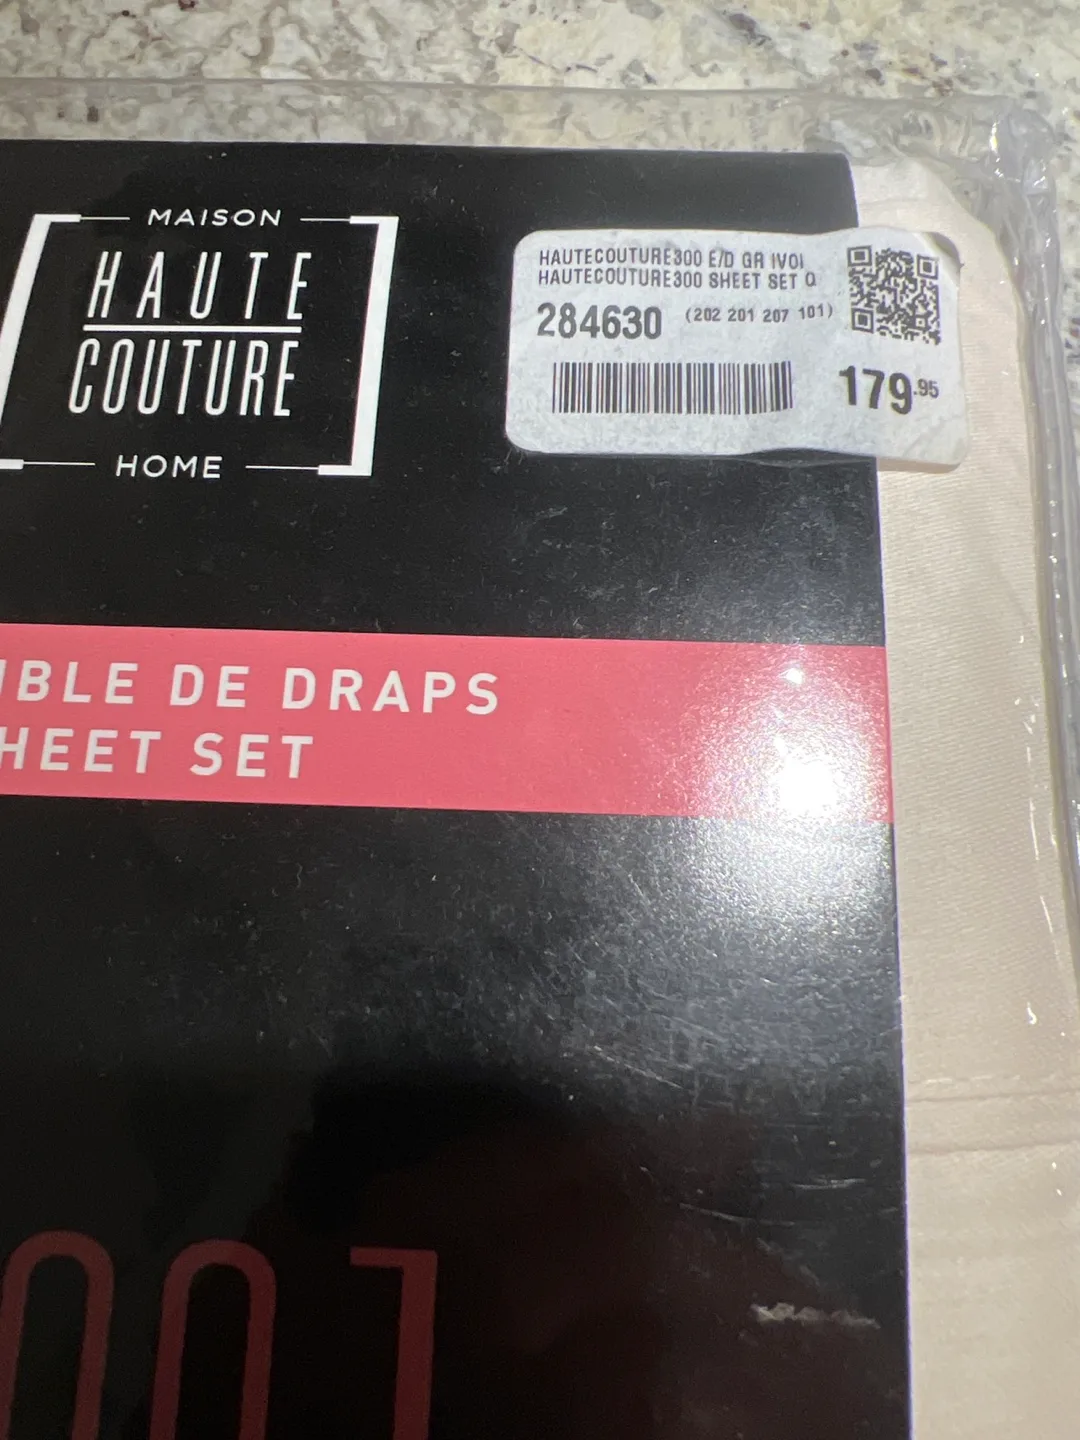 MAISON
HAUTE
COUTURE
HOME
HAUTECOUTURE300 E/D GR IVOI
HAUTECOUTURE300 SHEET SET Q
284630 (202 201 207 101)
179.95
BLE DE DRAPS
HEET SET